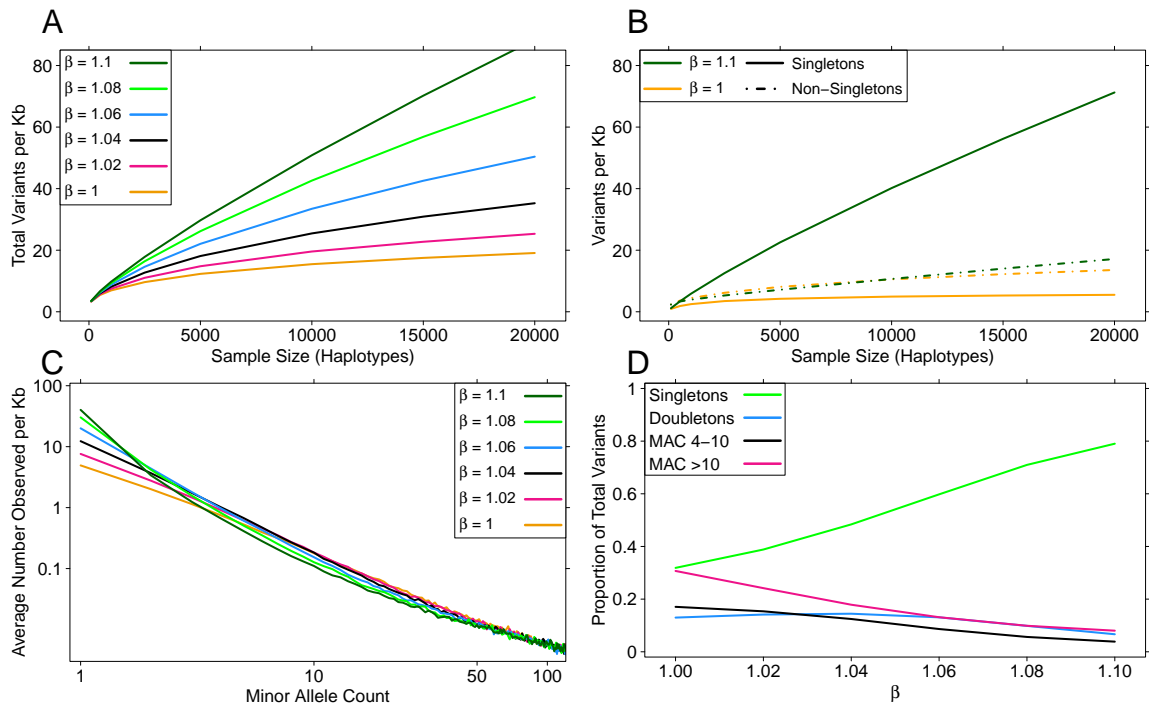 A
Total Variants per Kb
80
60
40
20
0
β = 1.1
β = 1.08
β = 1.06
β = 1.04
β = 1.02
β = 1
0 5000 10000 15000 20000
Sample Size (Haplotypes)
B
Variants per Kb
80
60
40
20
0
β = 1.1 Singletons
β = 1 Non−Singletons
0 5000 10000 15000 20000
Sample Size (Haplotypes)
C
Average Number Observed per Kb
100
10
1
0.1
β = 1.1
β = 1.08
β = 1.06
β = 1.04
β = 1.02
β = 1
1 10 50 100
Minor Allele Count
D
Proportion of Total Variants
1
0.8
0.6
0.4
0.2
0
Singletons
Doubletons
MAC 4−10
MAC >10
1.00 1.02 1.04 1.06 1.08 1.10
β